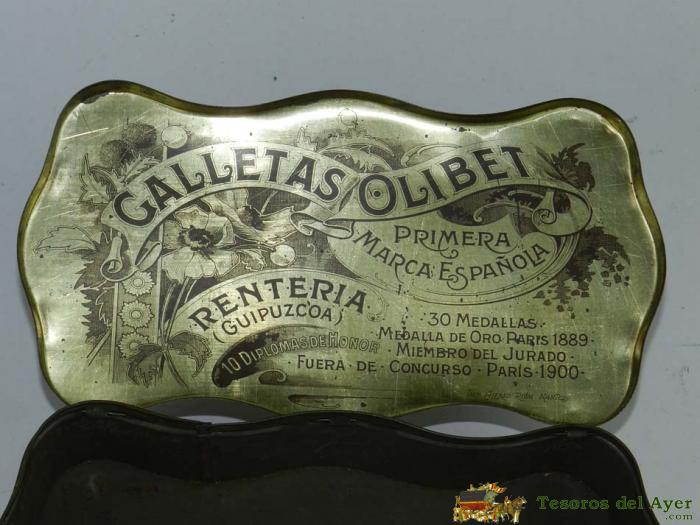 GALLETAS OLIBET
PRIMERA
MARCA ESPAÑOLA
RENTERIA
(GUIPUZCOA)
10 DIPLOMAS DE HONOR
·30 MEDALLAS·
MEDALLA DE ORO PARIS 1889·
MIEMBRO DEL JURADO·
·FUERA·DE·CONCURSO·PARIS·1900·
Tesoros del Ayer
.com